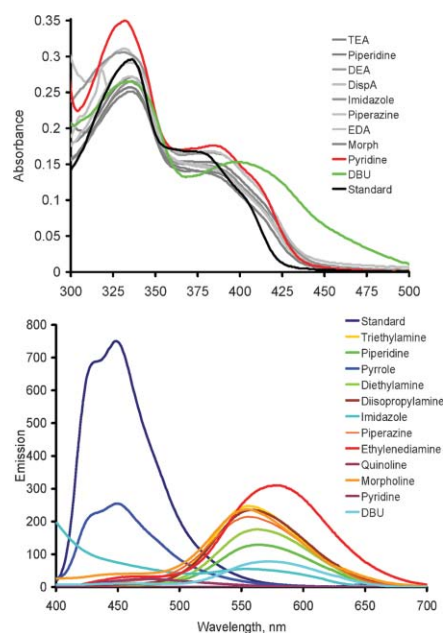 0.35
0.3
0.25
0.2
0.15
0.1
0.05
0
Absorbance
300 350 375 400 425 475 500
TEA
Piperidine
DEA
DispA
Imidazole
Piperazine
EDA
Morph
Pyridine
DBU
Standard
800
700
600
500
400
300
200
100
0
Emission
400 450 500 550 600 700
Wavelength, nm
Standard
Triethylamine
Piperidine
Pyrrole
Diethylamine
Diisopropylamine
Imidazole
Piperazine
Ethylenediamine
Quinoline
Morpholine
Pyridine
DBU